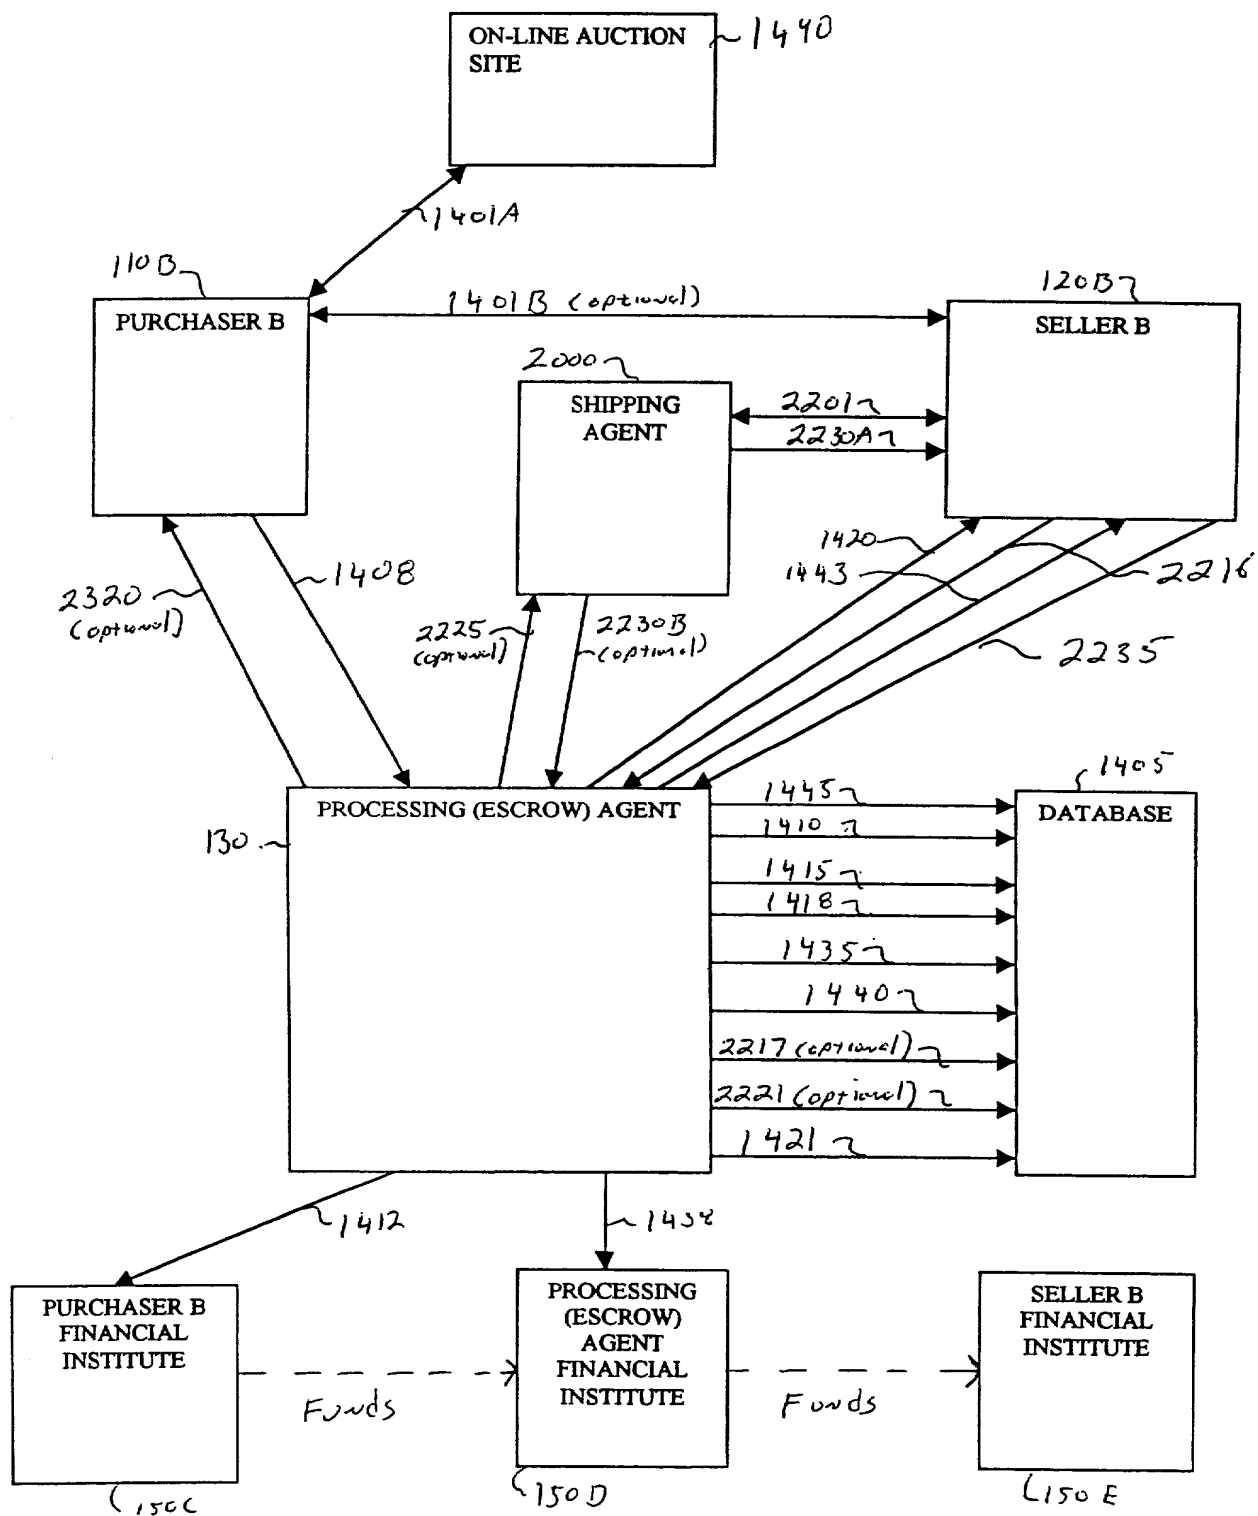 ON-LINE AUCTION
SITE
1490
1401A
110B
PURCHASER B
1401B (optional)
120B
SELLER B
2000
SHIPPING
AGENT
2201
2230A
1420
1443
2216
2235
2320
(optional)
1408
2225
(optional)
2230B
(optional)
130
PROCESSING (ESCROW) AGENT
1405
DATABASE
1445
1410
1415
1418
1435
1440
2217 (optional)
2221 (optional)
1421
1412
PURCHASER B
FINANCIAL
INSTITUTE
PROCESSING
(ESCROW)
AGENT
FINANCIAL
INSTITUTE
SELLER B
FINANCIAL
INSTITUTE
Funds
Funds
150C
150D
150E